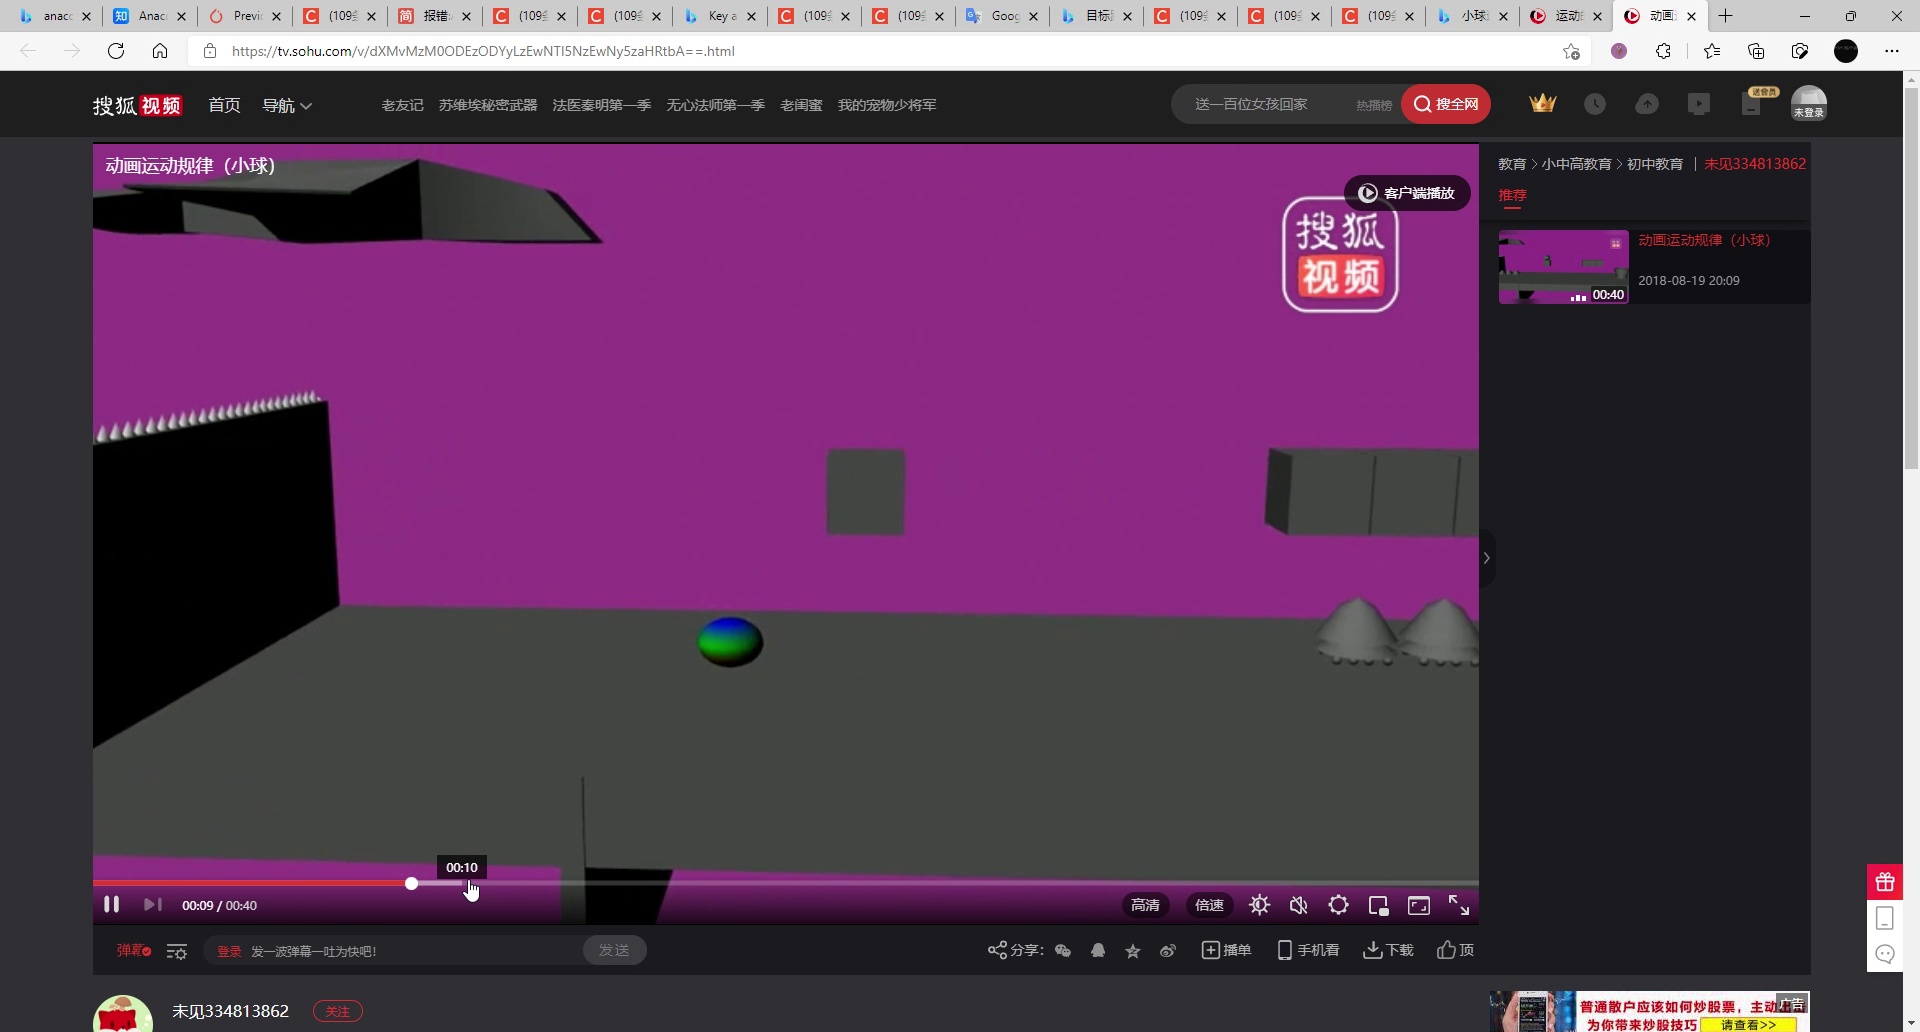 anacc
Anac
Previ
(109
报错:
(109
(109
Key a
(109
(109
Goog
目标
(109
(109
(109
小球
运动
动画
https://tv.sohu.com/v/dXMvMzM0ODEzODYyLzEwNTI5NzEwNy5zaHRtbA==.html
搜狐视频 首页 导航 老友记 苏维埃秘密武器 法医秦明第一季 无心法师第一季 老闺蜜 我的宠物少将军 送一百位女孩回家 热播榜 搜全网 送会员 未登录
动画运动规律（小球）
客户端播放
搜狐
视频
教育 > 小中高教育 > 初中教育 | 未见334813862
推荐
动画运动规律（小球）
2018-08-19 20:09
00:40
00:10
00:09 / 00:40 高清 倍速
弹幕 登录 发一波弹幕一吐为快吧! 发送 分享: 播单 手机看 下载 顶
未见334813862 关注
普通散户应该如何炒股票，主动出
广告
为你带来炒股技巧 请查看>>